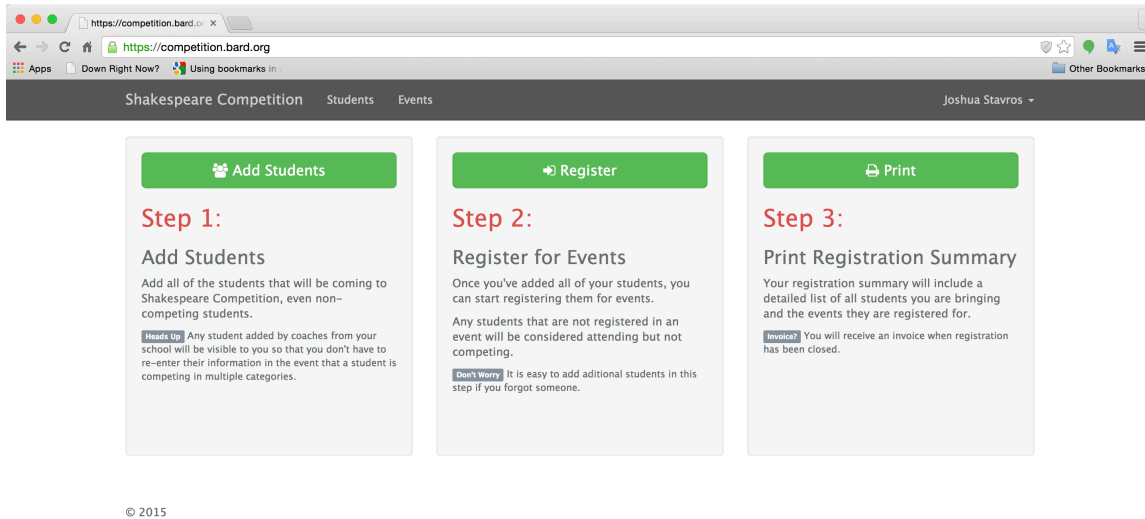 https://competition.bard.or
https://competition.bard.org
Apps Down Right Now? Using bookmarks in Other Bookmarks
Shakespeare Competition Students Events Joshua Stavros
Add Students
Step 1:
Add Students
Add all of the students that will be coming to
Shakespeare Competition, even non-
competing students.
Heads Up Any student added by coaches from your
school will be visible to you so that you don't have to
re-enter their information in the event that a student is
competing in multiple categories.
Register
Step 2:
Register for Events
Once you've added all of your students, you
can start registering them for events.
Any students that are not registered in an
event will be considered attending but not
competing.
Don't Worry It is easy to add aditional students in this
step if you forgot someone.
Print
Step 3:
Print Registration Summary
Your registration summary will include a
detailed list of all students you are bringing
and the events they are registered for.
Invoice? You will receive an invoice when registration
has been closed.
© 2015